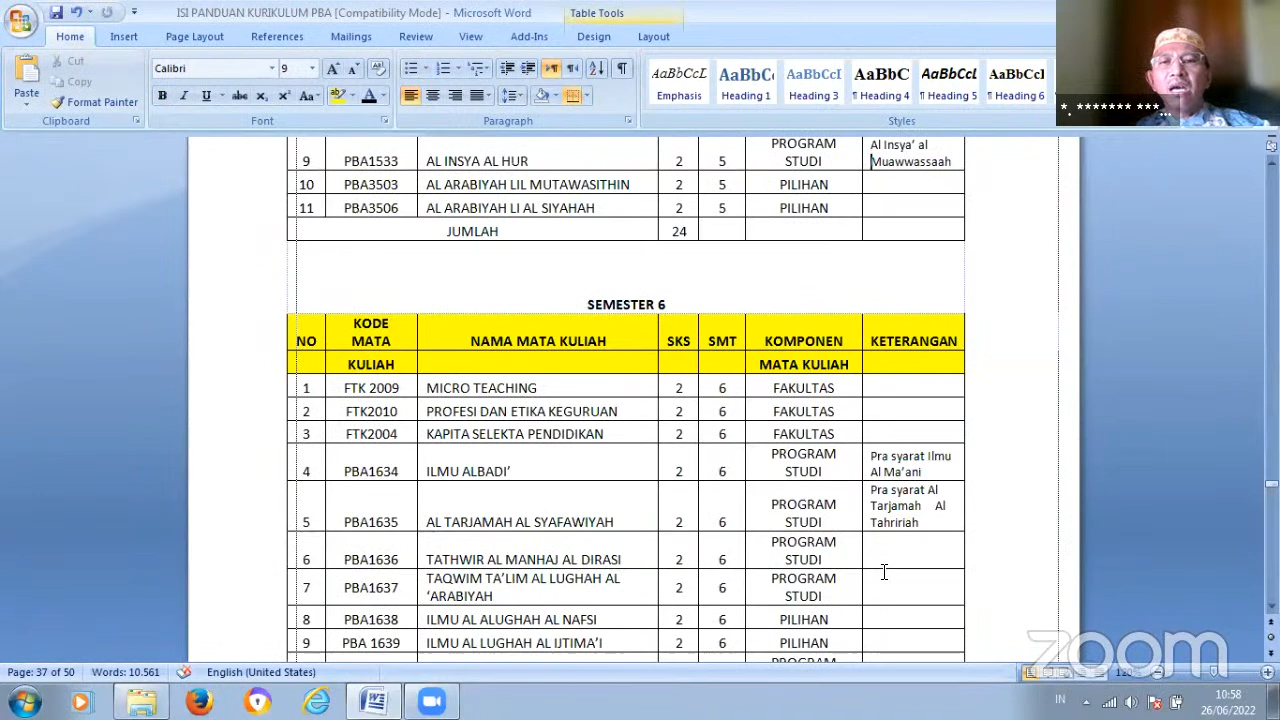 ISI PANDUAN KURIKULUM PBA [Compatibility Mode] - Microsoft Word
Table Tools
Home Insert Page Layout References Mailings Review View Add-Ins Design Layout
Paste
Cut
Copy
Format Painter
Clipboard
Calibri 9
Font
Paragraph
AaBbCcL AaBbCc AaBbCcI AaBbC AaBbCcL AaBbCc
Emphasis Heading 1 Heading 3 ¶ Heading 4 ¶ Heading 5 ¶ Heading 6
Styles
*. ******* ***...
9 PBA1533 AL INSYA AL HUR 2 5 PROGRAM STUDI Al Insya' al Muawwassaah
10 PBA3503 AL ARABIYAH LIL MUTAWASITHIN 2 5 PILIHAN
11 PBA3506 AL ARABIYAH LI AL SIYAHAH 2 5 PILIHAN
JUMLAH 24
SEMESTER 6
NO KODE MATA NAMA MATA KULIAH SKS SMT KOMPONEN KETERANGAN
KULIAH MATA KULIAH
1 FTK 2009 MICRO TEACHING 2 6 FAKULTAS
2 FTK2010 PROFESI DAN ETIKA KEGURUAN 2 6 FAKULTAS
3 FTK2004 KAPITA SELEKTA PENDIDIKAN 2 6 FAKULTAS
4 PBA1634 ILMU ALBADI' 2 6 PROGRAM STUDI Pra syarat Ilmu Al Ma'ani
5 PBA1635 AL TARJAMAH AL SYAFAWIYAH 2 6 PROGRAM STUDI Pra syarat Al Tarjamah Al Tahririah
6 PBA1636 TATHWIR AL MANHAJ AL DIRASI 2 6 PROGRAM STUDI
7 PBA1637 TAQWIM TA'LIM AL LUGHAH AL 'ARABIYAH 2 6 PROGRAM STUDI
8 PBA1638 ILMU AL ALUGHAH AL NAFSI 2 6 PILIHAN
9 PBA 1639 ILMU AL LUGHAH AL IJTIMA'I 2 6 PILIHAN
zoom
Page: 37 of 50 Words: 10.561 English (United States)
IN
10:58
26/06/2022